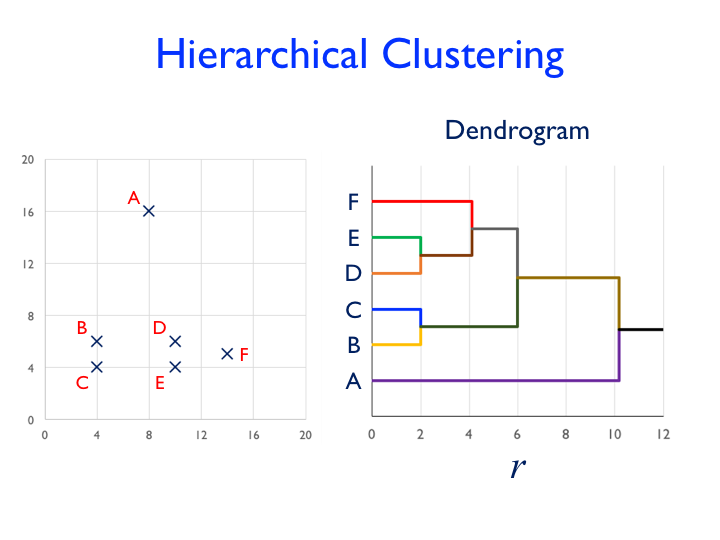 Hierarchical Clustering
Dendrogram
20
16
12
8
4
0
0 4 8 12 16 20
A
B
D
F
C
E
F
E
D
C
B
A
0 2 4 6 8 10 12
r